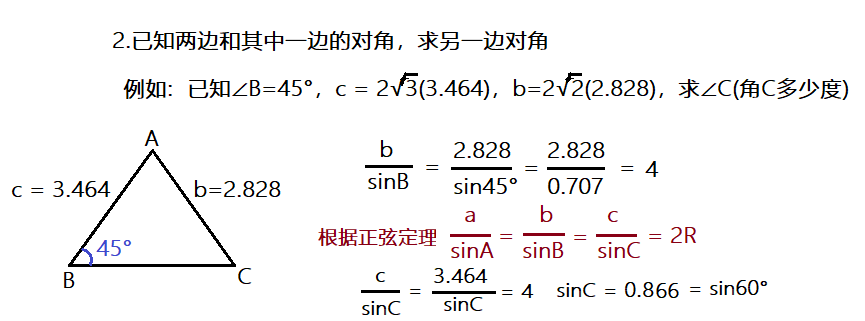 2.已知两边和其中一边的对角，求另一边对角
例如：已知∠B=45°，c = 2√3(3.464)，b=2√2(2.828)，求∠C(角C多少度)
A
c = 3.464
b=2.828
45°
B
C
b/sinB = 2.828/sin45° = 2.828/0.707 = 4
根据正弦定理 a/sinA = b/sinB = c/sinC = 2R
c/sinC = 3.464/sinC = 4 sinC = 0.866 = sin60°